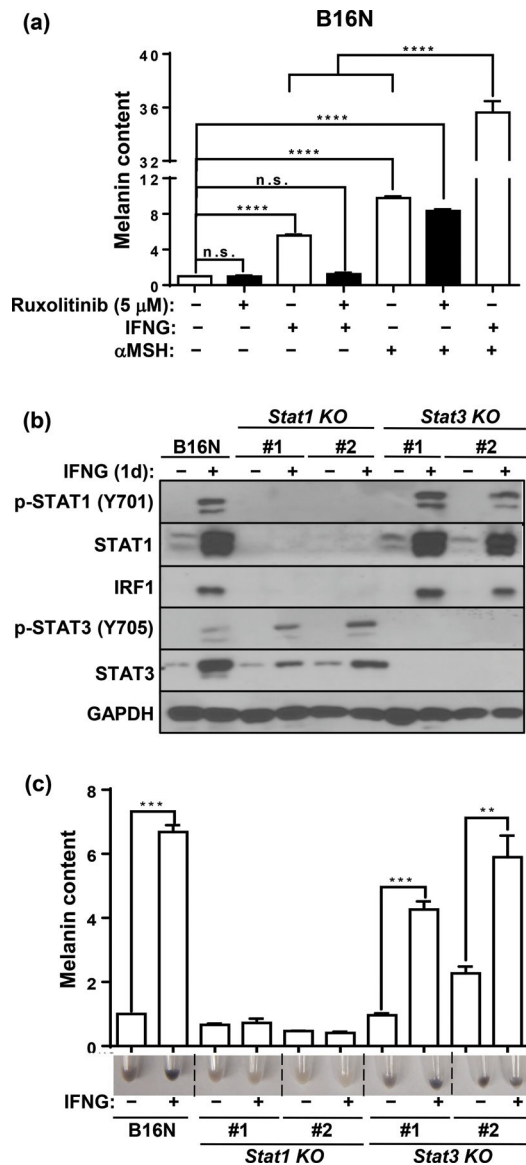 (a)
B16N
Melanin content
40
36
32
12
8
4
0
****
****
****
n.s.
****
n.s.
Ruxolitinib (5 μM): – + – + – + –
IFNG: – – + + – – +
αMSH: – – – – + + +
(b)
Stat1 KO Stat3 KO
B16N #1 #2 #1 #2
IFNG (1d): – + – + – + – + – +
p-STAT1 (Y701)
STAT1
IRF1
p-STAT3 (Y705)
STAT3
GAPDH
(c)
Melanin content
8
6
4
2
0
***
***
**
IFNG: – + – + – + – + – +
B16N #1 #2 #1 #2
Stat1 KO Stat3 KO